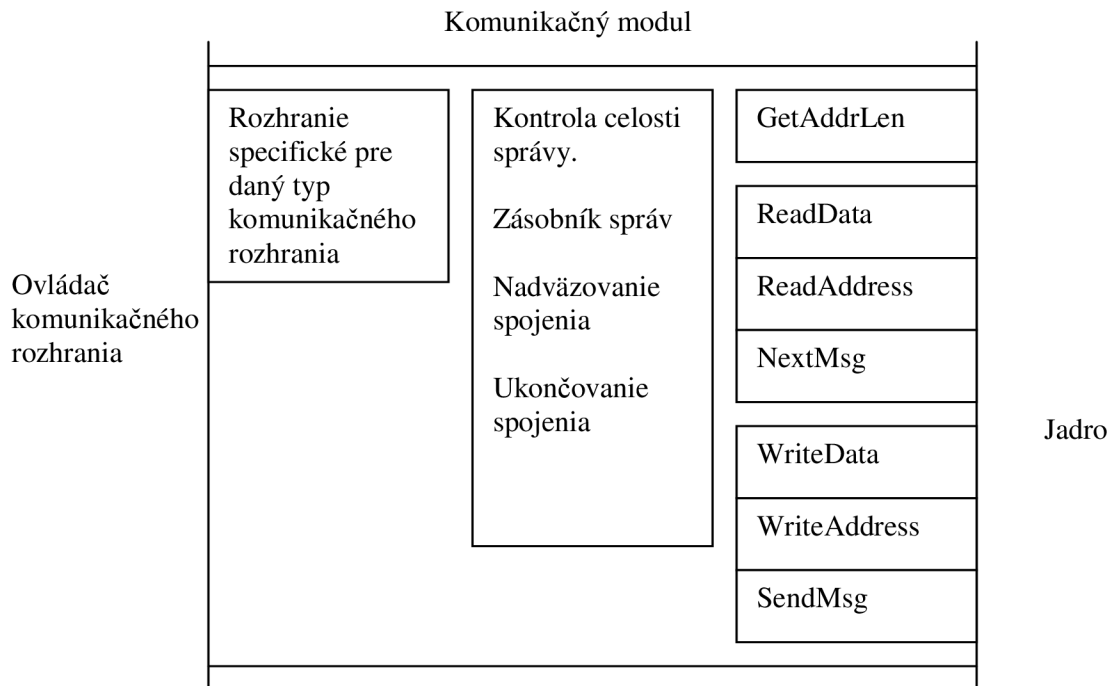 Komunikačný modul
Ovládač
komunikačného
rozhrania
Rozhranie
specifické pre
daný typ
komunikačného
rozhrania
Kontrola celosti
správy.
Zásobník správ
Nadväzovanie
spojenia
Ukončovanie
spojenia
GetAddrLen
ReadData
ReadAddress
NextMsg
WriteData
WriteAddress
SendMsg
Jadro